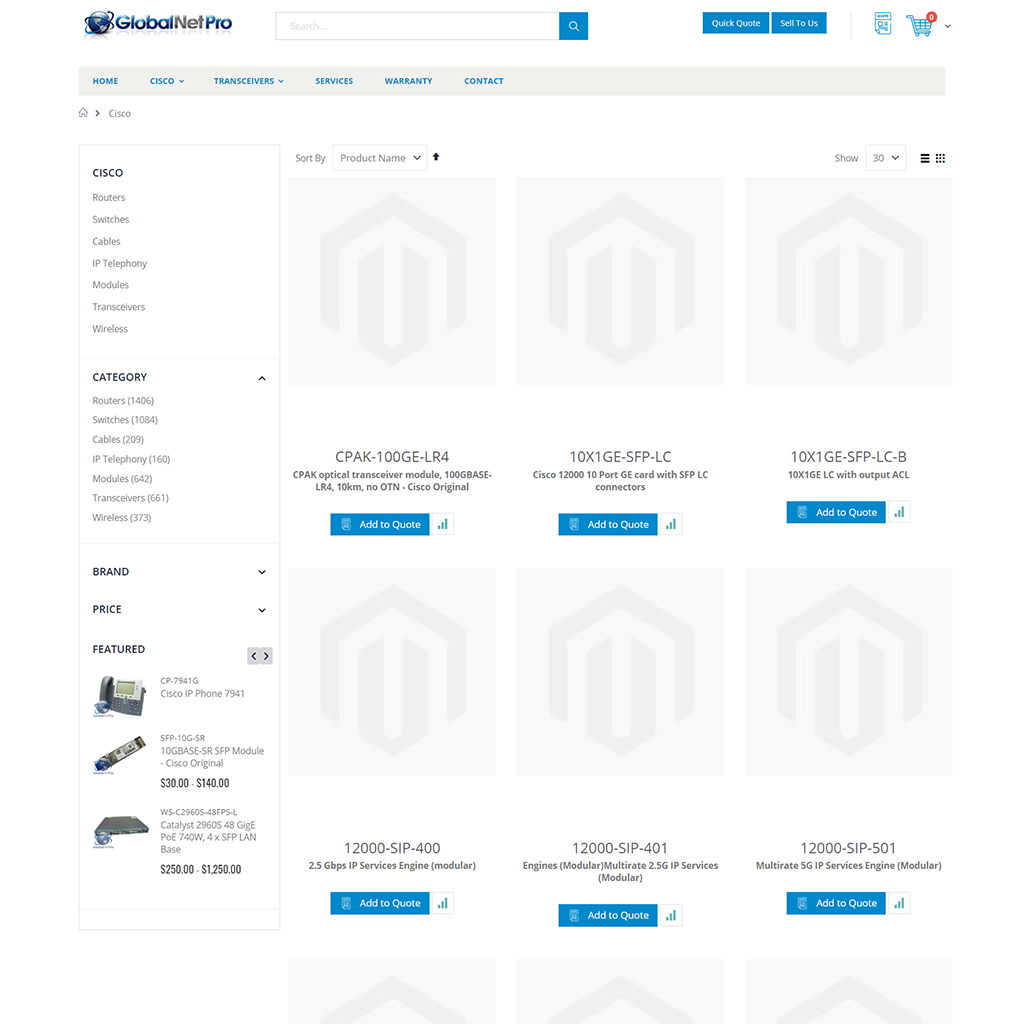 GlobalNetPro
Search...
Quick Quote
Sell To Us
0
HOME CISCO TRANSCEIVERS SERVICES WARRANTY CONTACT
Cisco
CISCO
Routers
Switches
Cables
IP Telephony
Modules
Transceivers
Wireless
CATEGORY
Routers (1406)
Switches (1084)
Cables (209)
IP Telephony (160)
Modules (642)
Transceivers (661)
Wireless (373)
BRAND
PRICE
FEATURED
CP-7941G
Cisco IP Phone 7941
SFP-10G-SR
10GBASE-SR SFP Module
- Cisco Original
$30.00 - $140.00
WS-C2960S-48FPS-L
Catalyst 2960S 48 GigE
PoE 740W, 4 x SFP LAN
Base
$250.00 - $1,250.00
Sort By Product Name
Show 30
CPAK-100GE-LR4
CPAK optical transceiver module, 100GBASE-
LR4, 10km, no OTN - Cisco Original
Add to Quote
10X1GE-SFP-LC
Cisco 12000 10 Port GE card with SFP LC
connectors
Add to Quote
10X1GE-SFP-LC-B
10X1GE LC with output ACL
Add to Quote
12000-SIP-400
2.5 Gbps IP Services Engine (modular)
Add to Quote
12000-SIP-401
Engines (Modular)Multirate 2.5G IP Services
(Modular)
Add to Quote
12000-SIP-501
Multirate 5G IP Services Engine (Modular)
Add to Quote